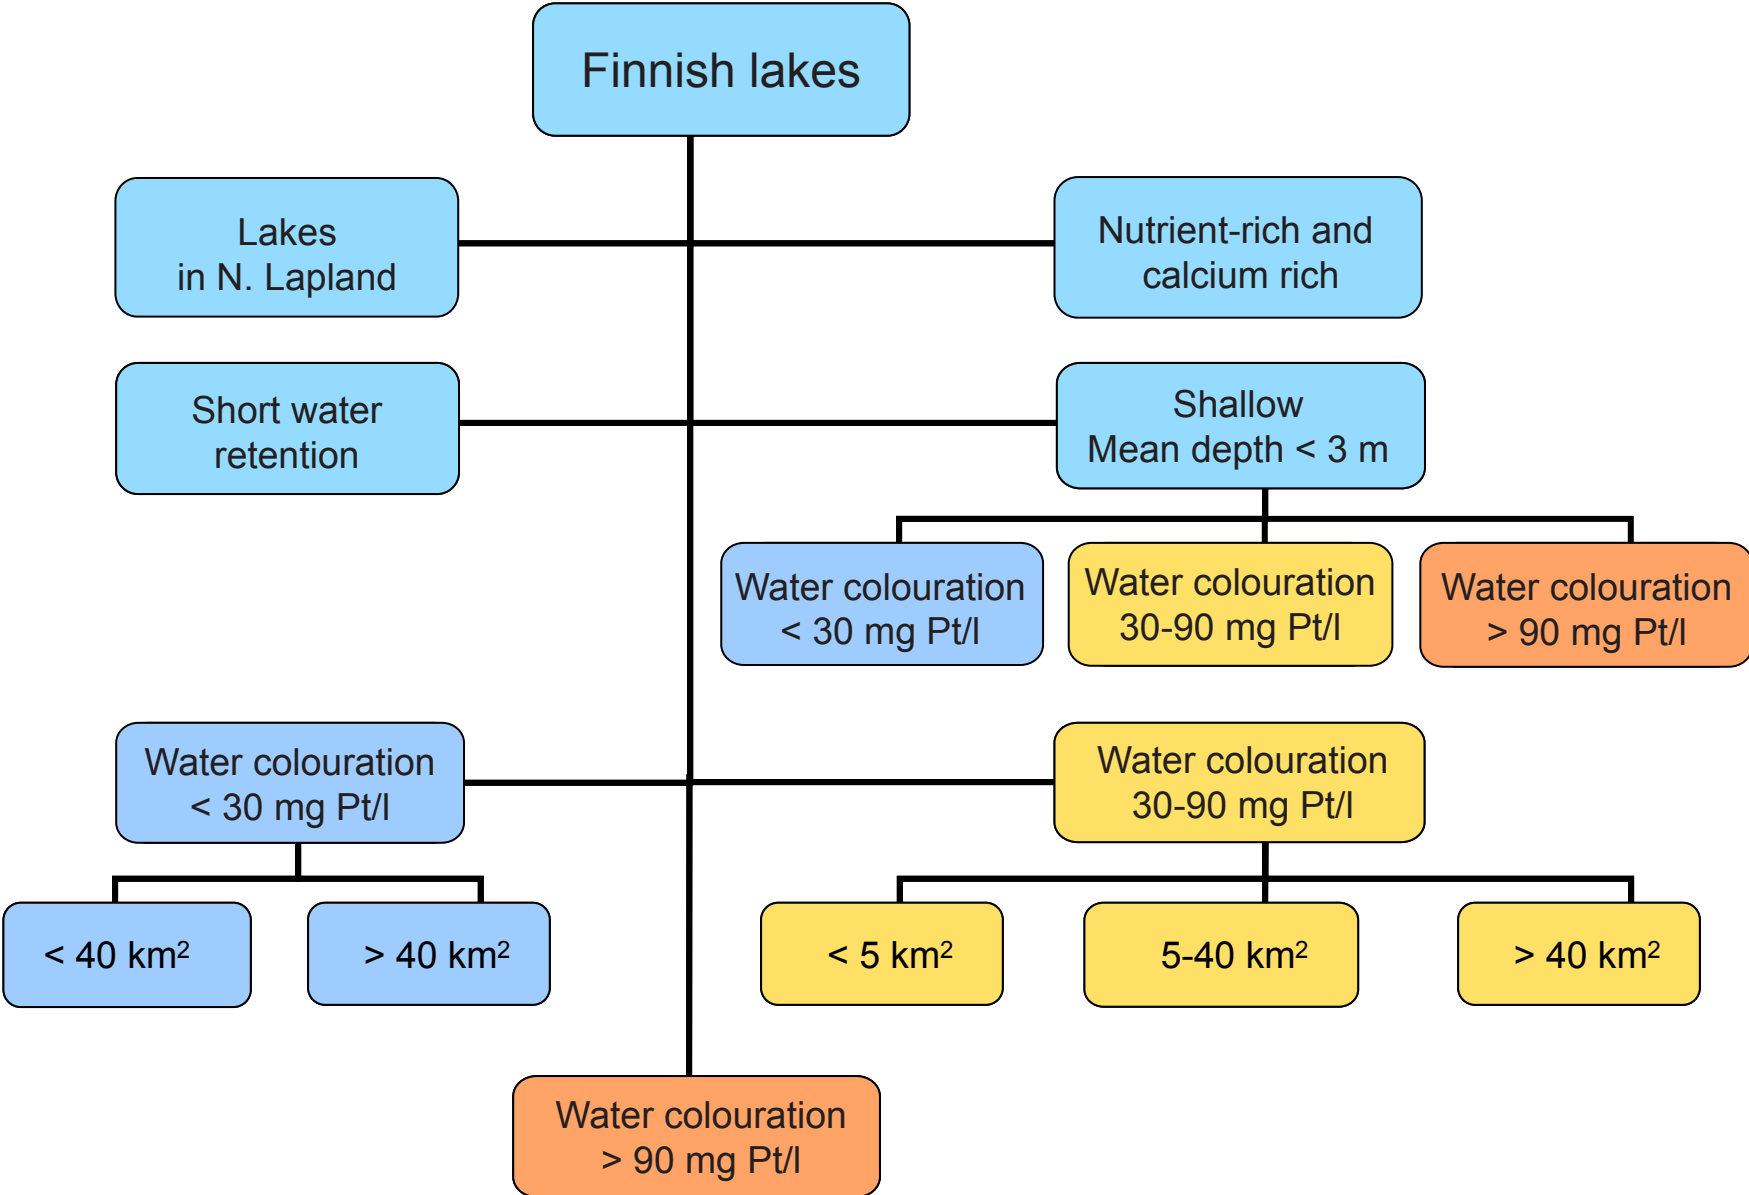 Finnish lakes
Lakes
in N. Lapland
Nutrient-rich and
calcium rich
Short water
retention
Shallow
Mean depth < 3 m
Water colouration
< 30 mg Pt/l
Water colouration
30-90 mg Pt/l
Water colouration
> 90 mg Pt/l
Water colouration
< 30 mg Pt/l
Water colouration
30-90 mg Pt/l
< 40 km²
> 40 km²
< 5 km²
5-40 km²
> 40 km²
Water colouration
> 90 mg Pt/l